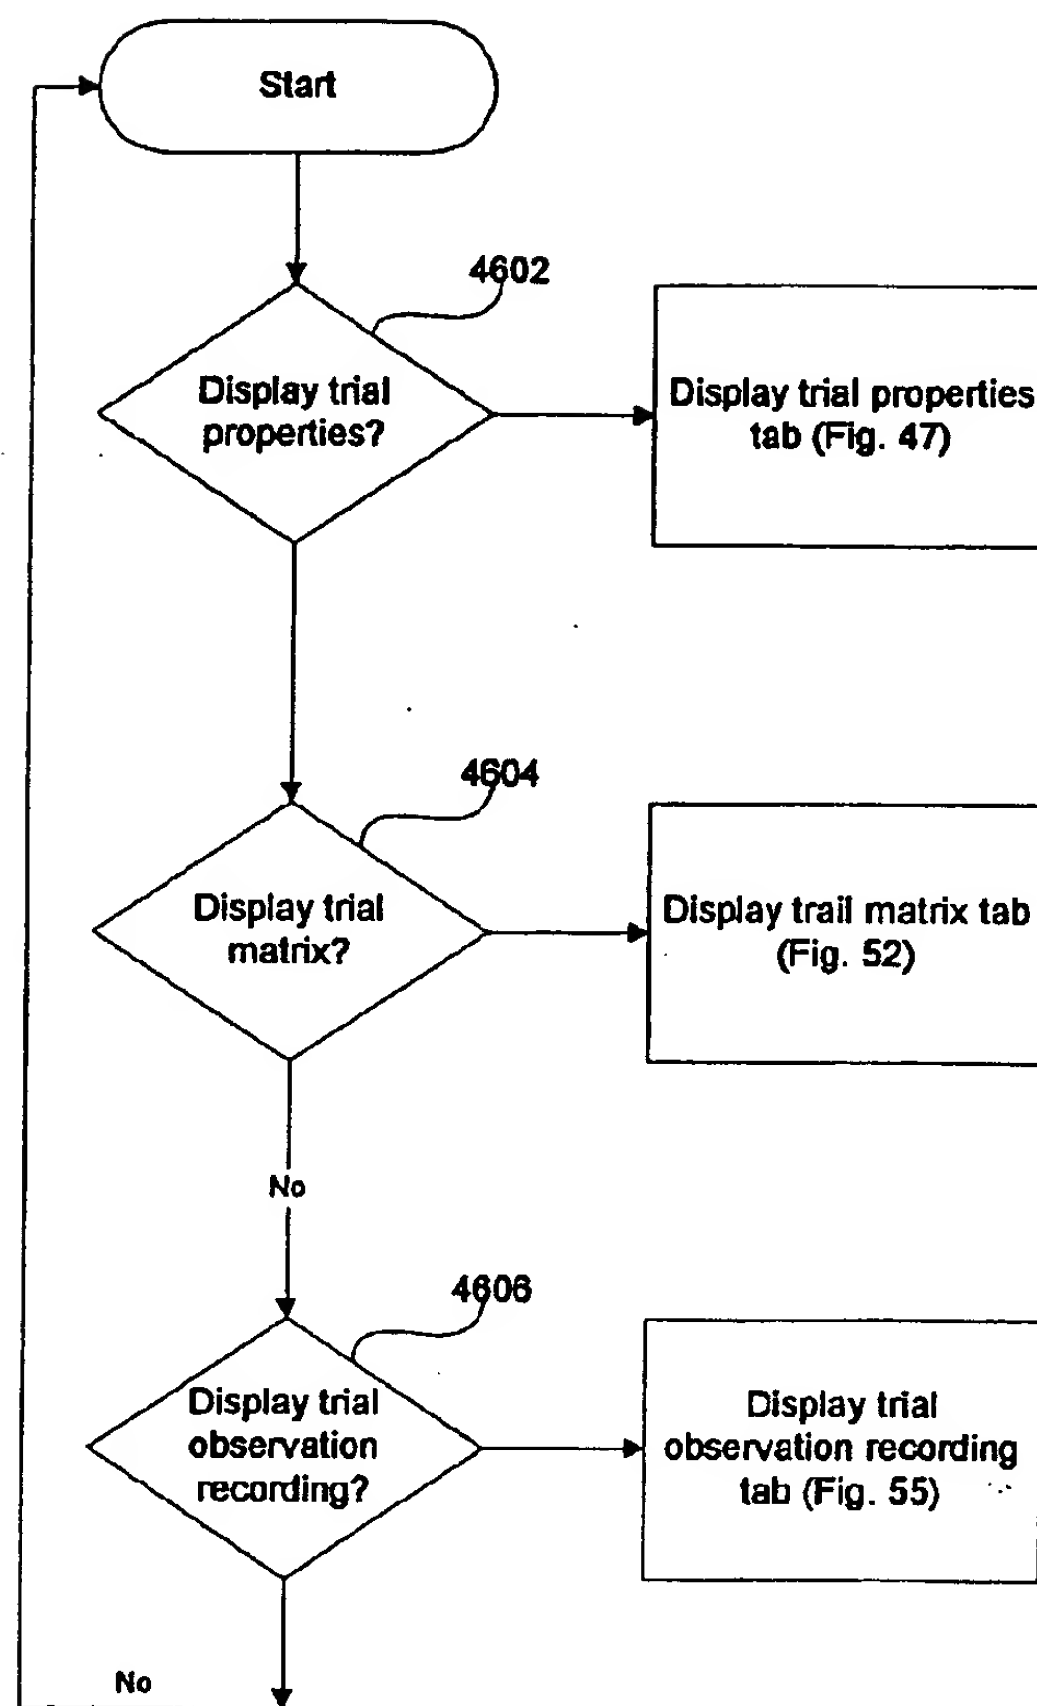 Start
4602
Display trial
properties?
Display trial properties
tab (Fig. 47)
4604
Display trial
matrix?
Display trail matrix tab
(Fig. 52)
No
4606
Display trial
observation
recording?
Display trial
observation recording
tab (Fig. 55)
No